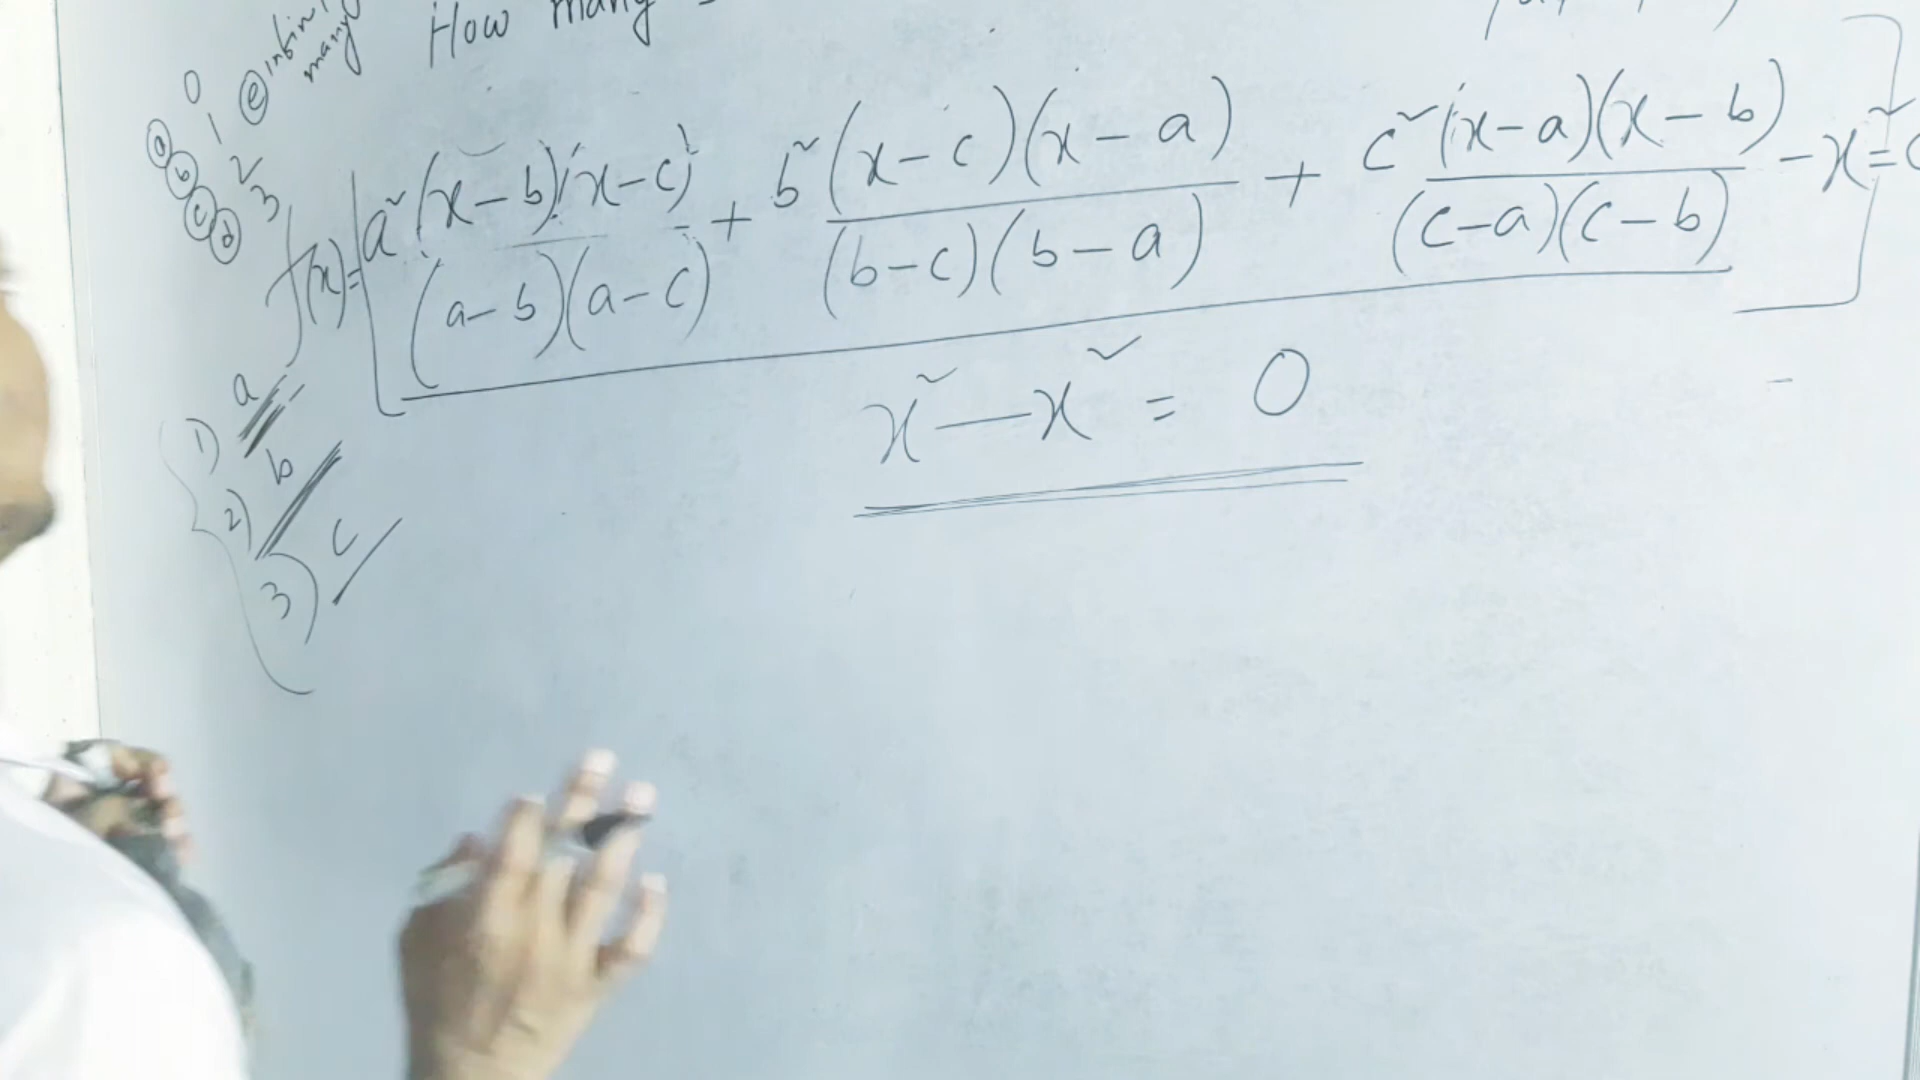 How many
ⓔ infinitely many
ⓐ 0
ⓑ 1
ⓒ 2
ⓓ 3
f(x) = [ a²(x-b)(x-c) / (a-b)(a-c) + b²(x-c)(x-a) / (b-c)(b-a) + c²(x-a)(x-b) / (c-a)(c-b) - x² = 0 ]
x² - x² = 0
1) a
2) b
3) c